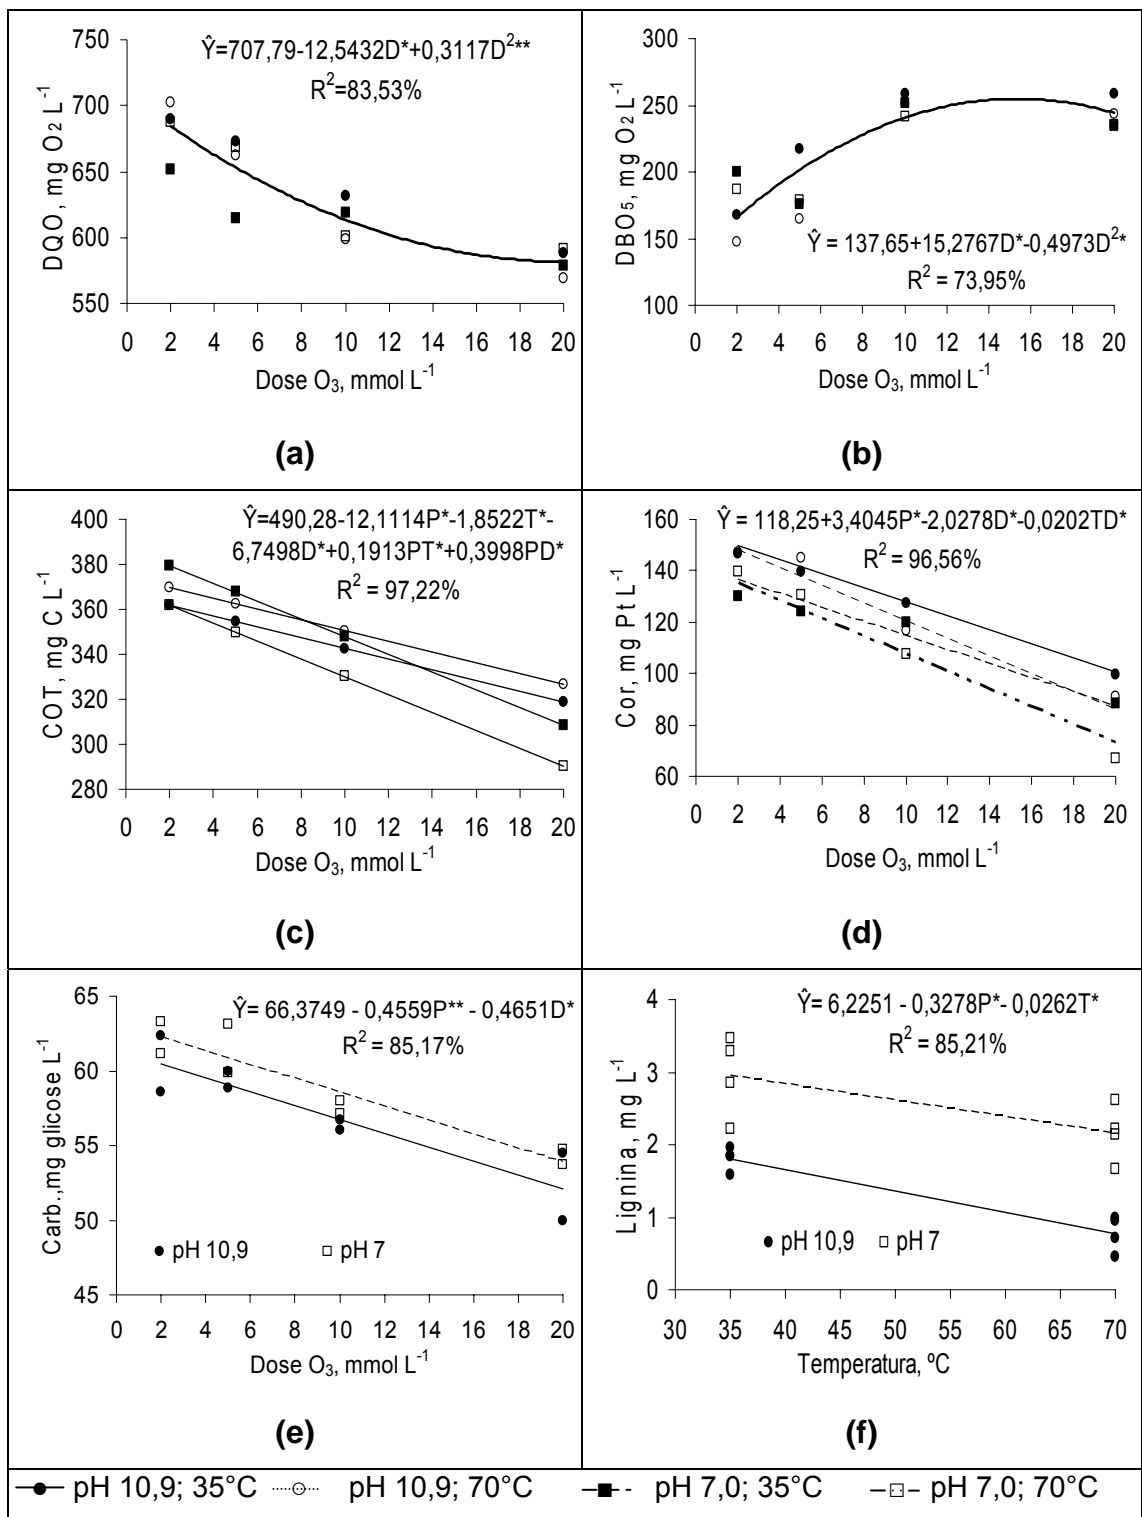 750
700
650
600
550
DQO, mg O2 L-1
Ŷ=707,79-12,5432D*+0,3117D2**
R2=83,53%
0 2 4 6 8 10 12 14 16 18 20
Dose O3, mmol L-1
(a)
300
250
200
150
100
DBO5, mg O2 L-1
Ŷ = 137,65+15,2767D*-0,4973D2*
R2 = 73,95%
0 2 4 6 8 10 12 14 16 18 20
Dose O3, mmol L-1
(b)
400
380
360
340
320
300
280
COT, mg C L-1
Ŷ=490,28-12,1114P*-1,8522T*-
6,7498D*+0,1913PT*+0,3998PD*
R2 = 97,22%
0 2 4 6 8 10 12 14 16 18 20
Dose O3, mmol L-1
(c)
160
140
120
100
80
60
Cor, mg Pt L-1
Ŷ = 118,25+3,4045P*-2,0278D*-0,0202TD*
R2 = 96,56%
0 2 4 6 8 10 12 14 16 18 20
Dose O3, mmol L-1
(d)
65
60
55
50
45
Carb.,mg glicose L-1
Ŷ= 66,3749 - 0,4559P** - 0,4651D*
R2 = 85,17%
pH 10,9 pH 7
0 2 4 6 8 10 12 14 16 18 20
Dose O3, mmol L-1
(e)
4
3
2
1
0
Lignina, mg L-1
Ŷ = 6,2251 - 0,3278P*- 0,0262T*
R2 = 85,21%
pH 10,9 pH 7
30 35 40 45 50 55 60 65 70
Temperatura, ºC
(f)
pH 10,9; 35°C pH 10,9; 70°C pH 7,0; 35°C pH 7,0; 70°C